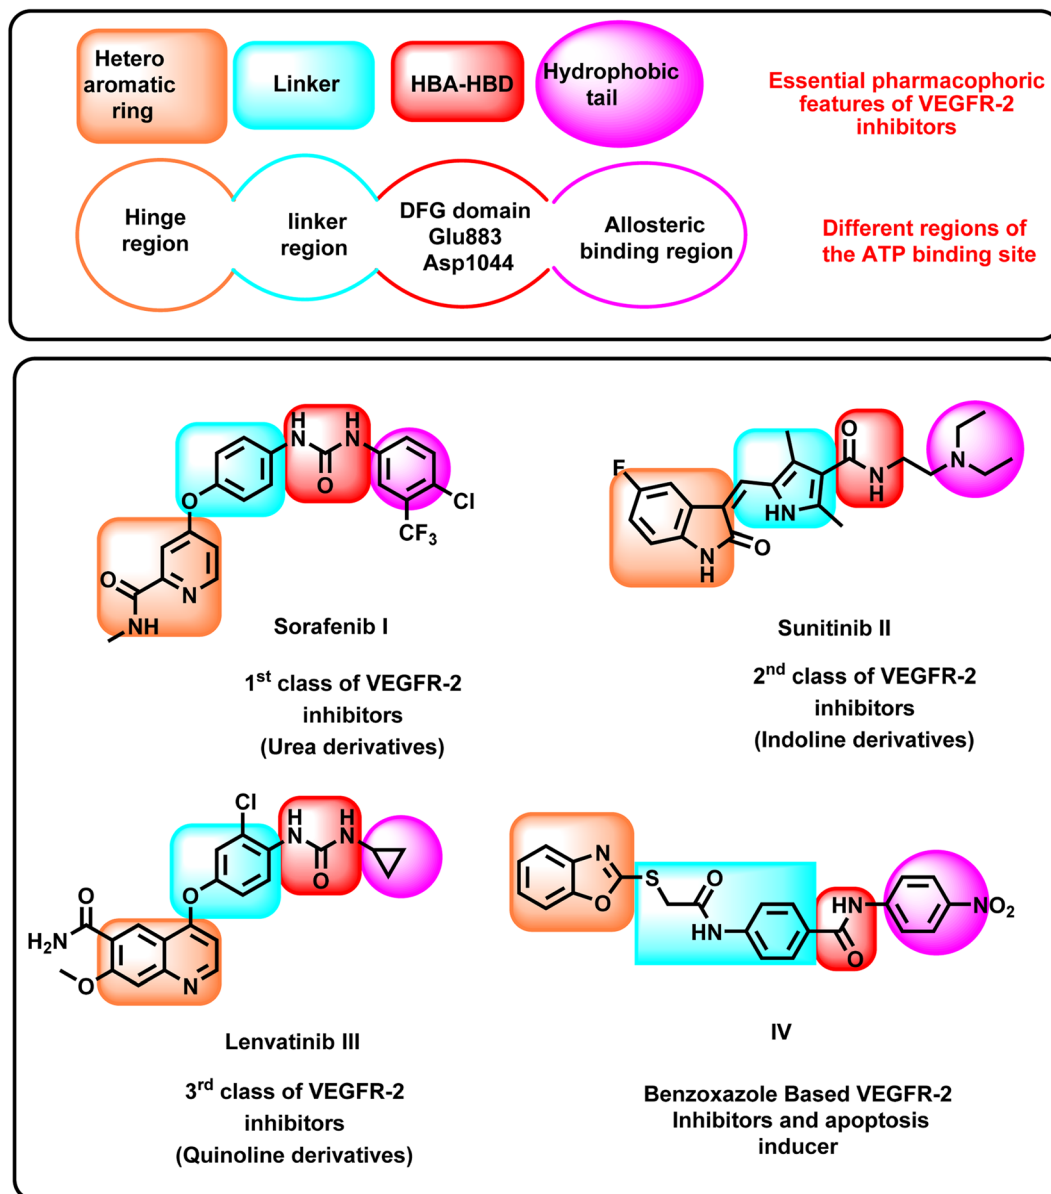 Hetero
aromatic
ring
Linker
HBA-HBD
Hydrophobic
tail
Essential pharmacophoric
features of VEGFR-2
inhibitors
Hinge
region
linker
region
DFG domain
Glu883
Asp1044
Allosteric
binding region
Different regions of
the ATP binding site
H
N
O
H
N
Cl
CF3
O
O
N
NH
Sorafenib I
1st class of VEGFR-2
inhibitors
(Urea derivatives)
F
O
N
H
N
HN
O
N
H
Sunitinib II
2nd class of VEGFR-2
inhibitors
(Indoline derivatives)
Cl
H
N
O
H
N
O
O
H2N
O
N
Lenvatinib III
3rd class of VEGFR-2
inhibitors
(Quinoline derivatives)
N
O
S
O
HN
HN
O
NO2
IV
Benzoxazole Based VEGFR-2
Inhibitors and apoptosis
inducer